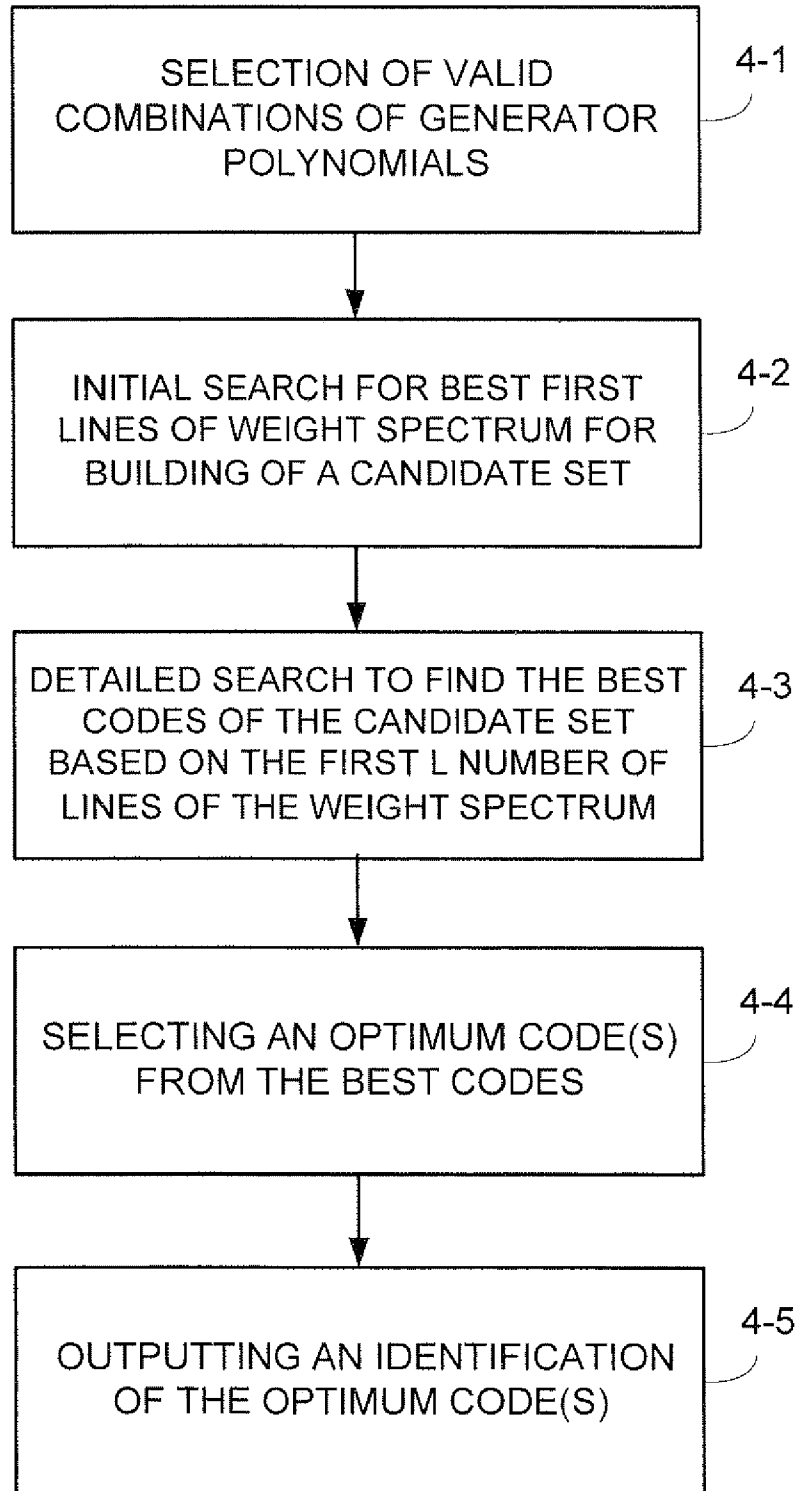 SELECTION OF VALID
COMBINATIONS OF GENERATOR
POLYNOMIALS
4-1
INITIAL SEARCH FOR BEST FIRST
LINES OF WEIGHT SPECTRUM FOR
BUILDING OF A CANDIDATE SET
4-2
DETAILED SEARCH TO FIND THE BEST
CODES OF THE CANDIDATE SET
BASED ON THE FIRST L NUMBER OF
LINES OF THE WEIGHT SPECTRUM
4-3
SELECTING AN OPTIMUM CODE(S)
FROM THE BEST CODES
4-4
OUTPUTTING AN IDENTIFICATION
OF THE OPTIMUM CODE(S)
4-5